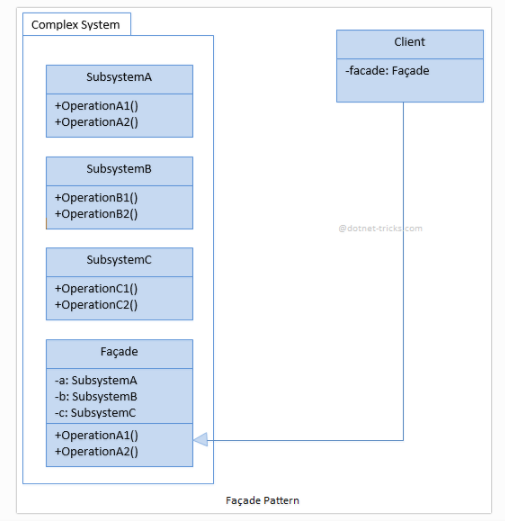 Complex System
SubsystemA
+OperationA1()
+OperationA2()
SubsystemB
+OperationB1()
+OperationB2()
SubsystemC
+OperationC1()
+OperationC2()
Façade
-a: SubsystemA
-b: SubsystemB
-c: SubsystemC
+OperationA1()
+OperationA2()
Client
-facade: Façade
@dotnet-tricks.com
Façade Pattern